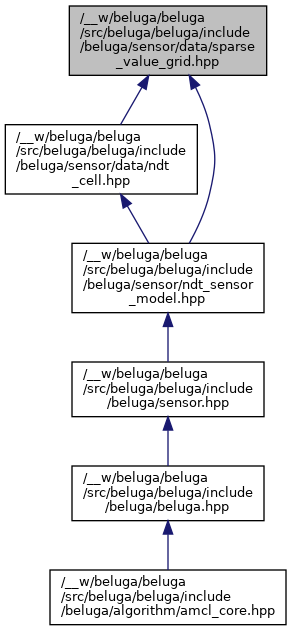 /__w/beluga/beluga
/src/beluga/beluga/include
/beluga/sensor/data/sparse
_value_grid.hpp
/__w/beluga/beluga
/src/beluga/beluga/include
/beluga/sensor/data/ndt
_cell.hpp
/__w/beluga/beluga
/src/beluga/beluga/include
/beluga/sensor/ndt_sensor
_model.hpp
/__w/beluga/beluga
/src/beluga/beluga/include
/beluga/sensor.hpp
/__w/beluga/beluga
/src/beluga/beluga/include
/beluga/beluga.hpp
/__w/beluga/beluga
/src/beluga/beluga/include
/beluga/algorithm/amcl_core.hpp